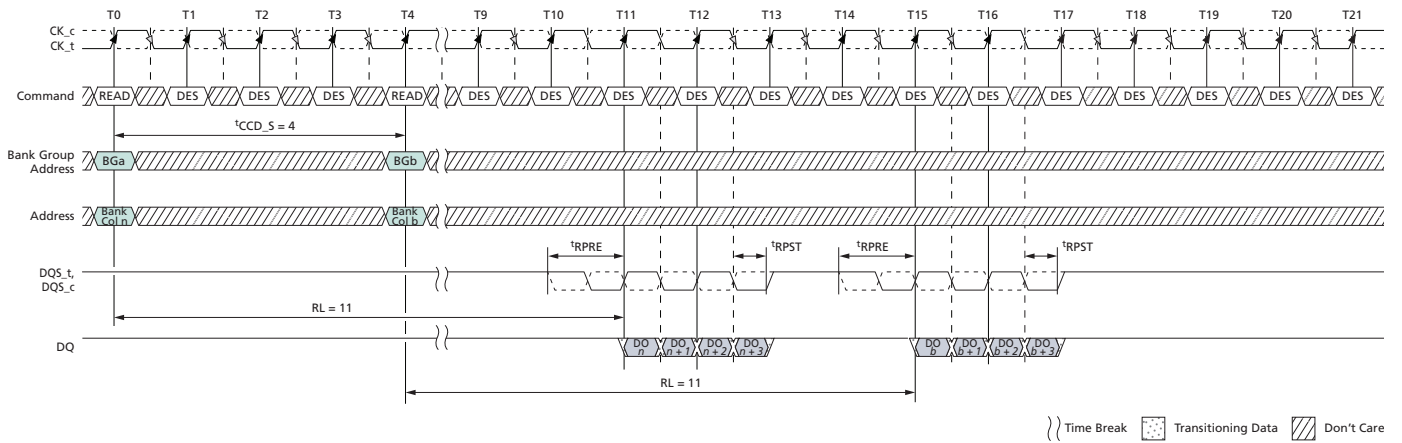 T0 T1 T2 T3 T4 T9 T10 T11 T12 T13 T14 T15 T16 T17 T18 T19 T20 T21
CK_c
CK_t
Command READ DES DES DES READ DES DES DES DES DES DES DES DES DES DES DES DES DES
tCCD_S = 4
Bank Group
Address
BGa BGb
Address
Bank
Col n
Bank
Col b
tRPRE tRPST tRPRE tRPST
DQS_t,
DQS_c
RL = 11
DQ
DO
n
DO
n + 1
DO
n + 2
DO
n + 3
DO
b
DO
b + 1
DO
b + 2
DO
b + 3
RL = 11
Time Break Transitioning Data Don't Care